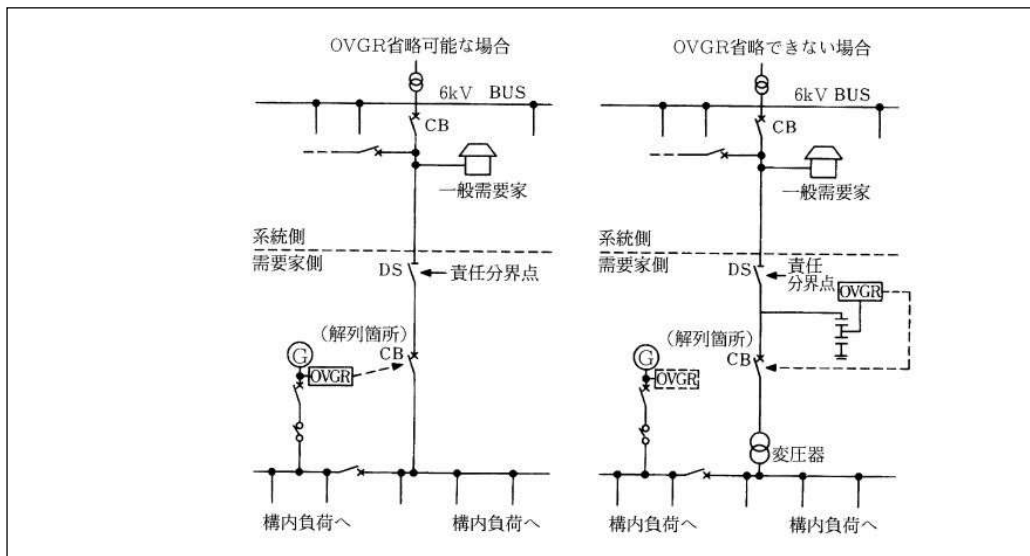 OVGR省略可能な場合
6kV BUS
CB
一般需要家
系統側
需要家側
DS
責任分界点
(解列箇所)
CB
G
OVGR
構内負荷へ
構内負荷へ
OVGR省略できない場合
6kV BUS
CB
一般需要家
系統側
需要家側
DS
責任
分界点
OVGR
(解列箇所)
CB
G
OVGR
変圧器
構内負荷へ
構内負荷へ